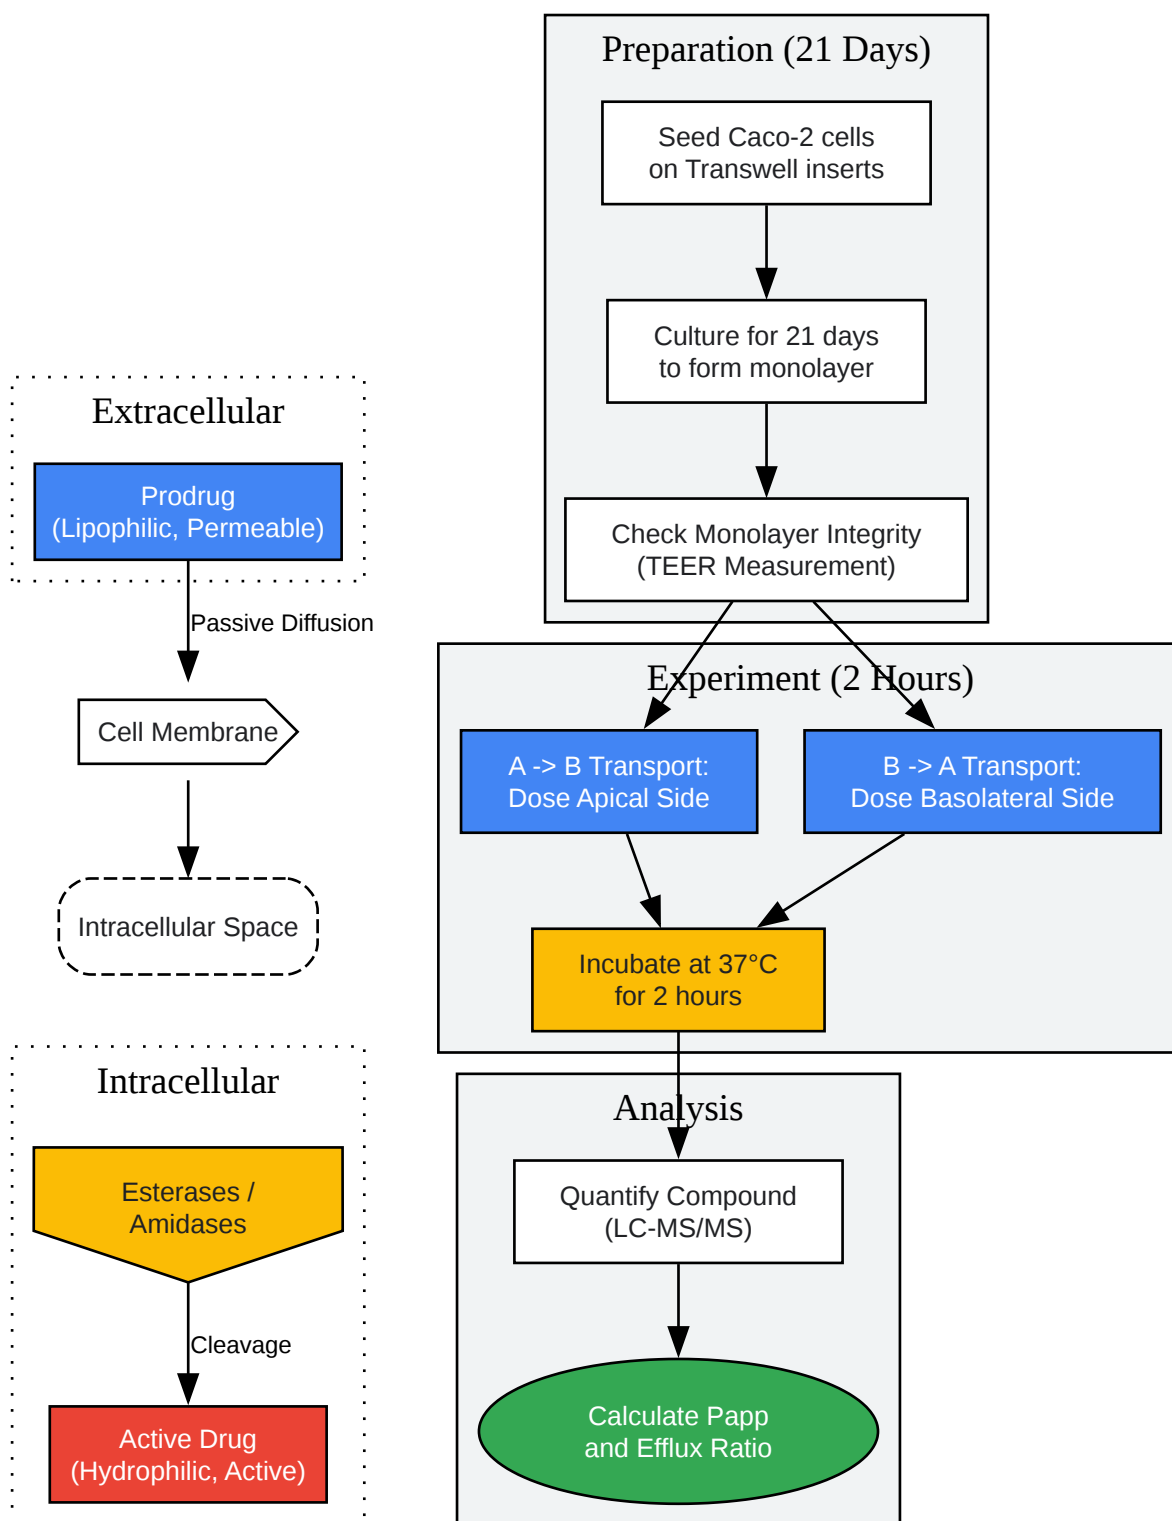 Extracellular
Prodrug
(Lipophilic, Permeable)
Passive Diffusion
Cell Membrane
Intracellular Space
Intracellular
Esterases /
Amidases
Cleavage
Active Drug
(Hydrophilic, Active)
Preparation (21 Days)
Seed Caco-2 cells
on Transwell inserts
Culture for 21 days
to form monolayer
Check Monolayer Integrity
(TEER Measurement)
Experiment (2 Hours)
A -> B Transport:
Dose Apical Side
B -> A Transport:
Dose Basolateral Side
Incubate at 37°C
for 2 hours
Analysis
Quantify Compound
(LC-MS/MS)
Calculate Papp
and Efflux Ratio